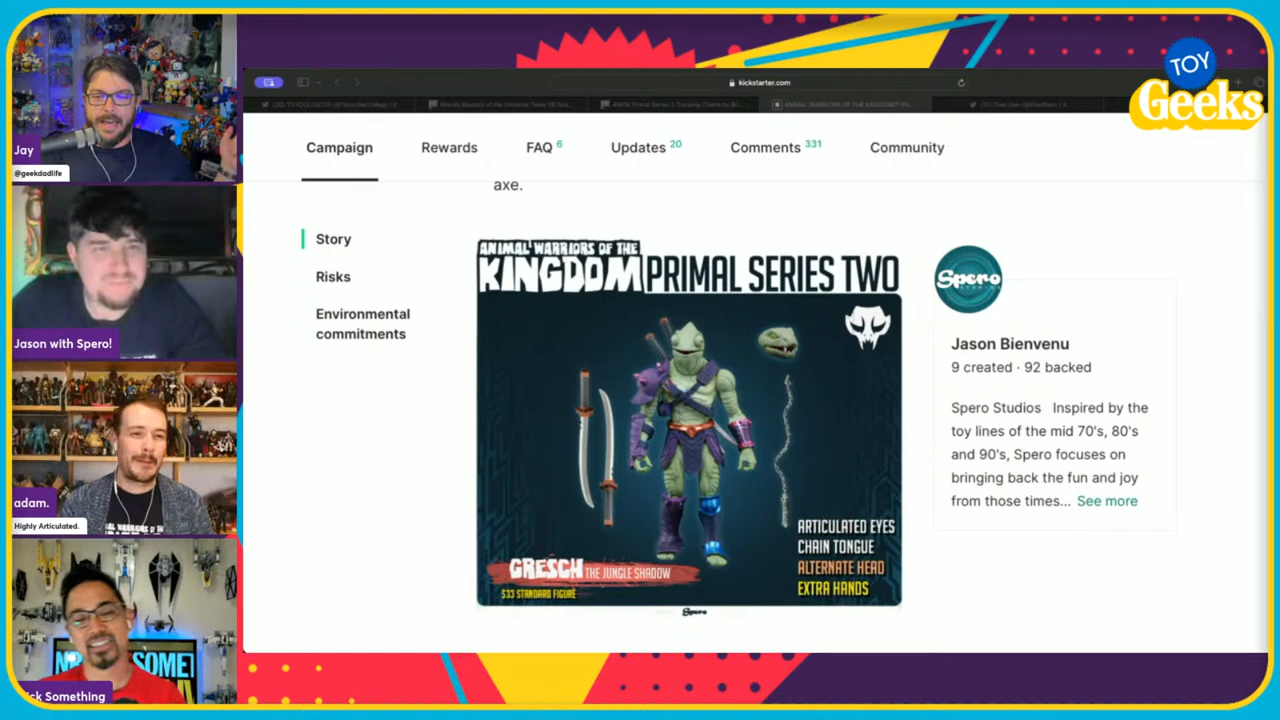 Jay
@geekdadlife
Jason with Spero!
adam.
Highly Articulated.
ck Something
TOY
Geeks
kickstarter.com
Campaign
Rewards
FAQ 6
Updates 20
Comments 331
Community
axe.
Story
Risks
Environmental
commitments
ANIMAL WARRIORS OF THE
KINGDOM PRIMAL SERIES TWO
ARTICULATED EYES
CHAIN TONGUE
ALTERNATE HEAD
EXTRA HANDS
GRESCH THE JUNGLE SHADOW
$33 STANDARD FIGURE
Spero
Spero
STUDIOS
Jason Bienvenu
9 created · 92 backed
Spero Studios Inspired by the
toy lines of the mid 70's, 80's
and 90's, Spero focuses on
bringing back the fun and joy
from those times... See more